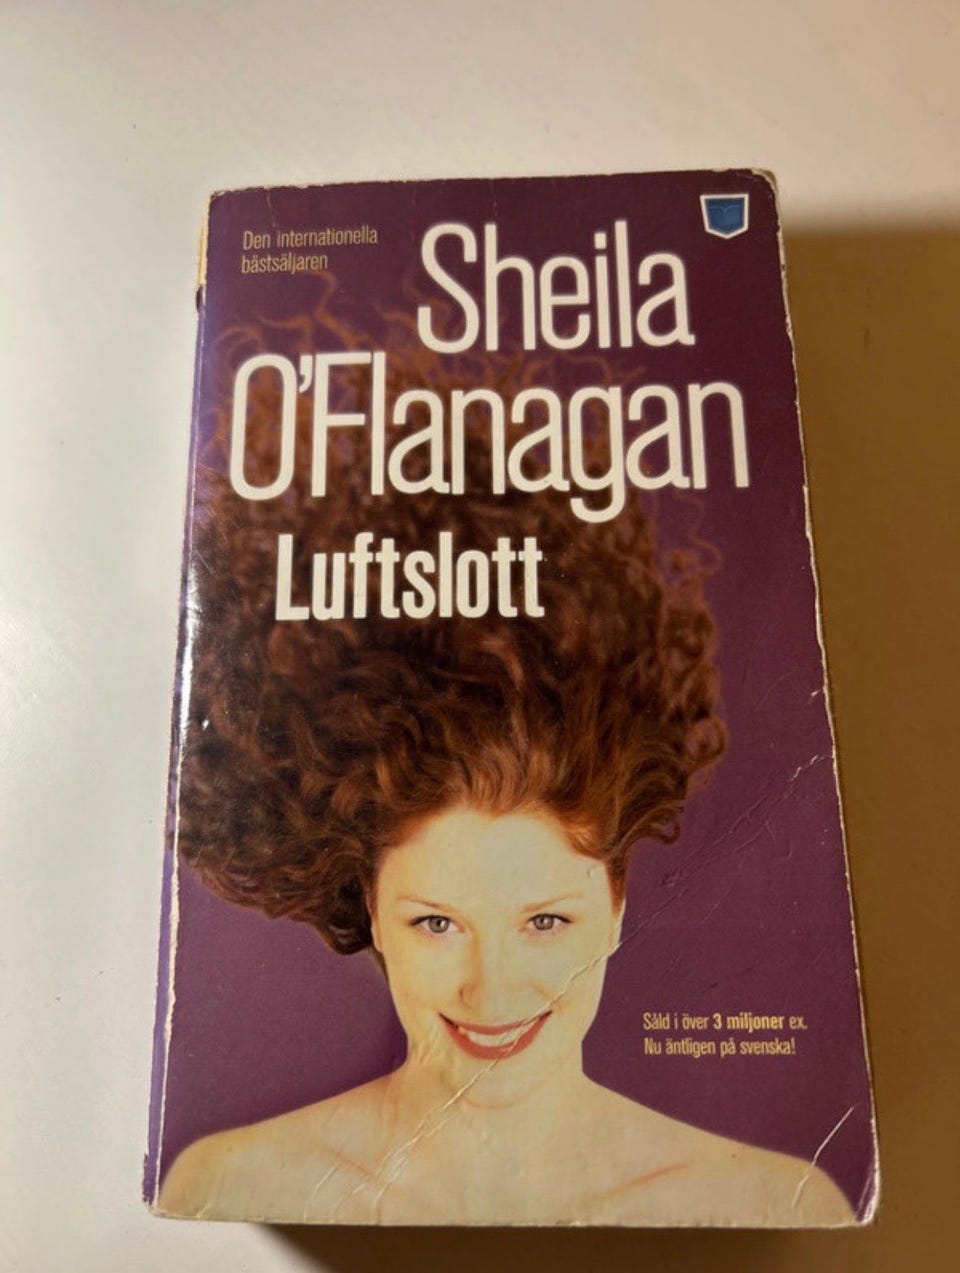 Den internationella
bästsäljaren
Sheila
O'Flanagan
Luftslott
Såld i över 3 miljoner ex.
Nu äntligen på svenska!